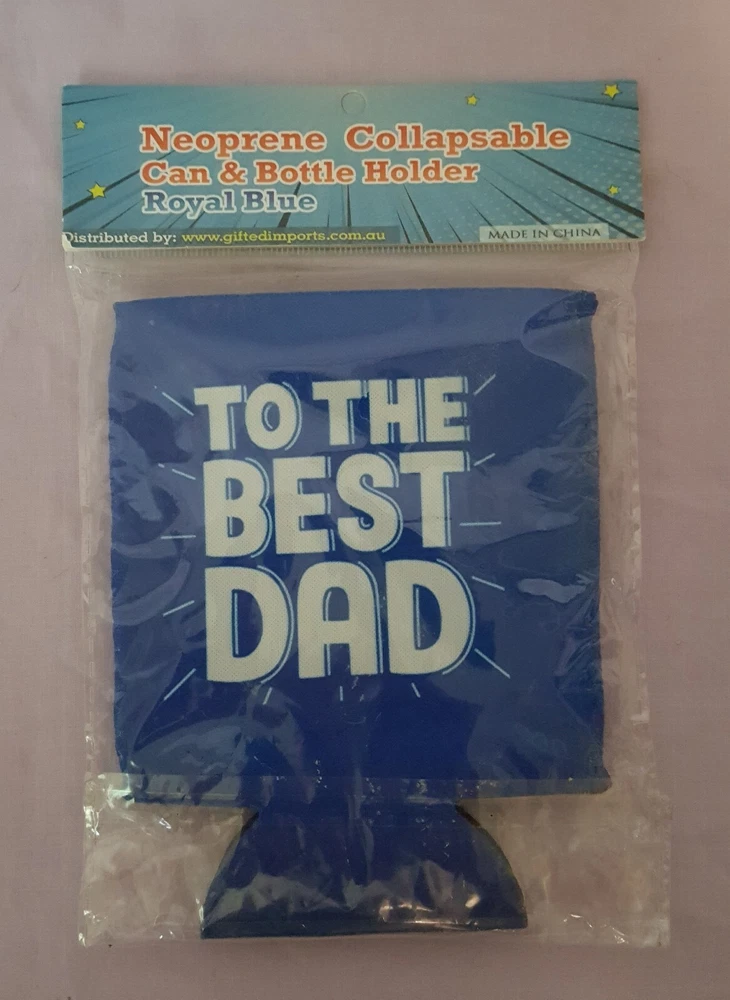 Neoprene Collapsable
Can & Bottle Holder
Royal Blue
Distributed by: www.giftedimports.com.au
MADE IN CHINA
TO THE
BEST
DAD